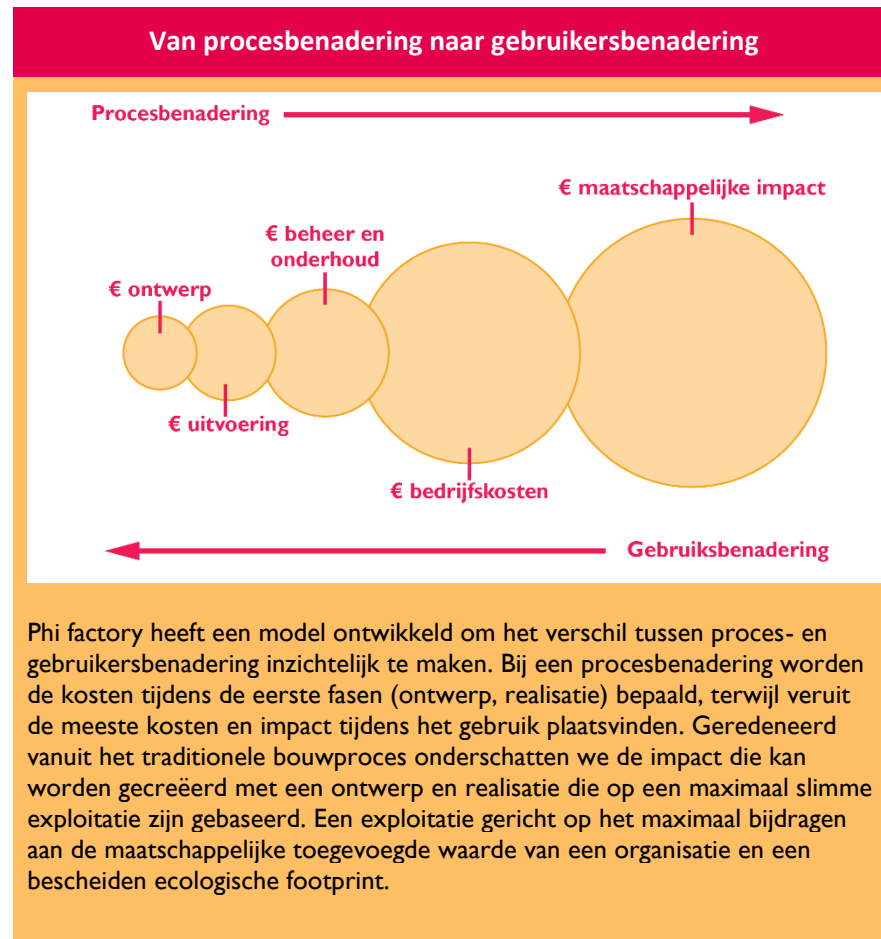 Van procesbenadering naar gebruikersbenadering
Procesbenadering
€ maatschappelijke impact
€ beheer en
onderhoud
€ ontwerp
€ uitvoering
€ bedrijfskosten
Gebruiksbenadering
Phi factory heeft een model ontwikkeld om het verschil tussen proces- en
gebruikersbenadering inzichtelijk te maken. Bij een procesbenadering worden
de kosten tijdens de eerste fasen (ontwerp, realisatie) bepaald, terwijl veruit
de meeste kosten en impact tijdens het gebruik plaatsvinden. Geredeneerd
vanuit het traditionele bouwproces onderschatten we de impact die kan
worden gecreëerd met een ontwerp en realisatie die op een maximaal slimme
exploitatie zijn gebaseerd. Een exploitatie gericht op het maximaal bijdragen
aan de maatschappelijke toegevoegde waarde van een organisatie en een
bescheiden ecologische footprint.